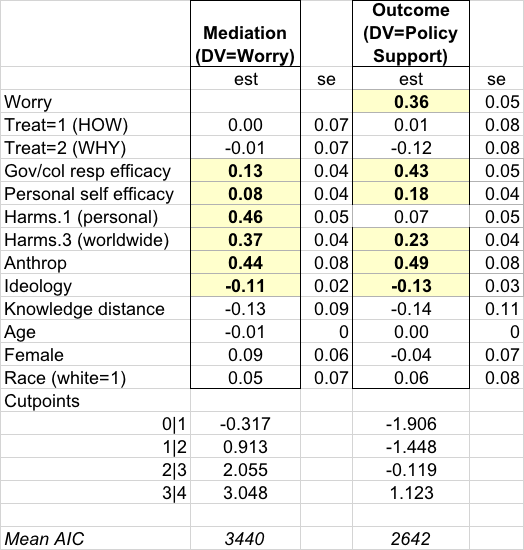 Mediation (DV=Worry) Outcome (DV=Policy Support)
est se est se
Worry 0.36 0.05
Treat=1 (HOW) 0.00 0.07 0.01 0.08
Treat=2 (WHY) -0.01 0.07 -0.12 0.08
Gov/col resp efficacy 0.13 0.04 0.43 0.05
Personal self efficacy 0.08 0.04 0.18 0.04
Harms.1 (personal) 0.46 0.05 0.07 0.05
Harms.3 (worldwide) 0.37 0.04 0.23 0.04
Anthrop 0.44 0.08 0.49 0.08
Ideology -0.11 0.02 -0.13 0.03
Knowledge distance -0.13 0.09 -0.14 0.11
Age -0.01 0 0.00 0
Female 0.09 0.06 -0.04 0.07
Race (white=1) 0.05 0.07 0.06 0.08
Cutpoints
0|1 -0.317 -1.906
1|2 0.913 -1.448
2|3 2.055 -0.119
3|4 3.048 1.123
Mean AIC 3440 2642